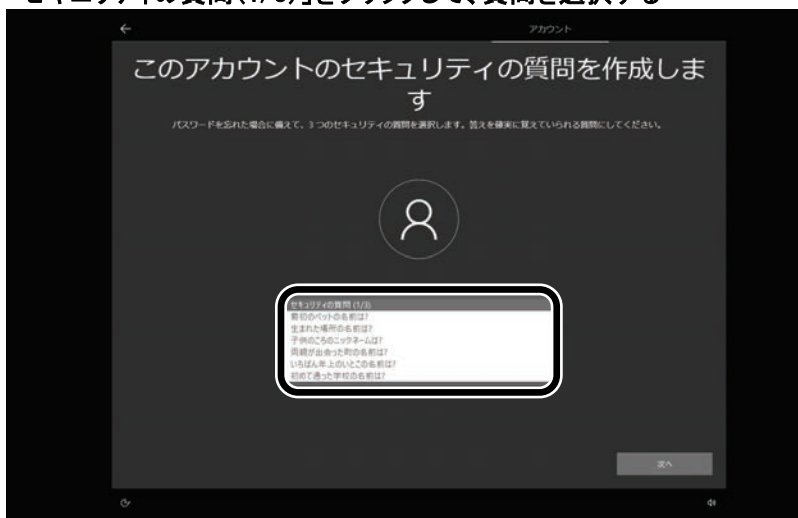 セキュリティの質問(1/3)」をクリックして、質問を選択する
アカウント
このアカウントのセキュリティの質問を作成しま
す
パスワードを忘れた場合に備えて、3 つのセキュリティの質問を選択します。答えを確実に覚えていられる質問にしてください。
セキュリティの質問 (1/3)
最初のペットの名前は?
生まれた場所の名前は?
子供のころのニックネームは?
両親が出会った町の名前は?
いちばん年上のいとこの名前は?
初めて通った学校の名前は?
次へ